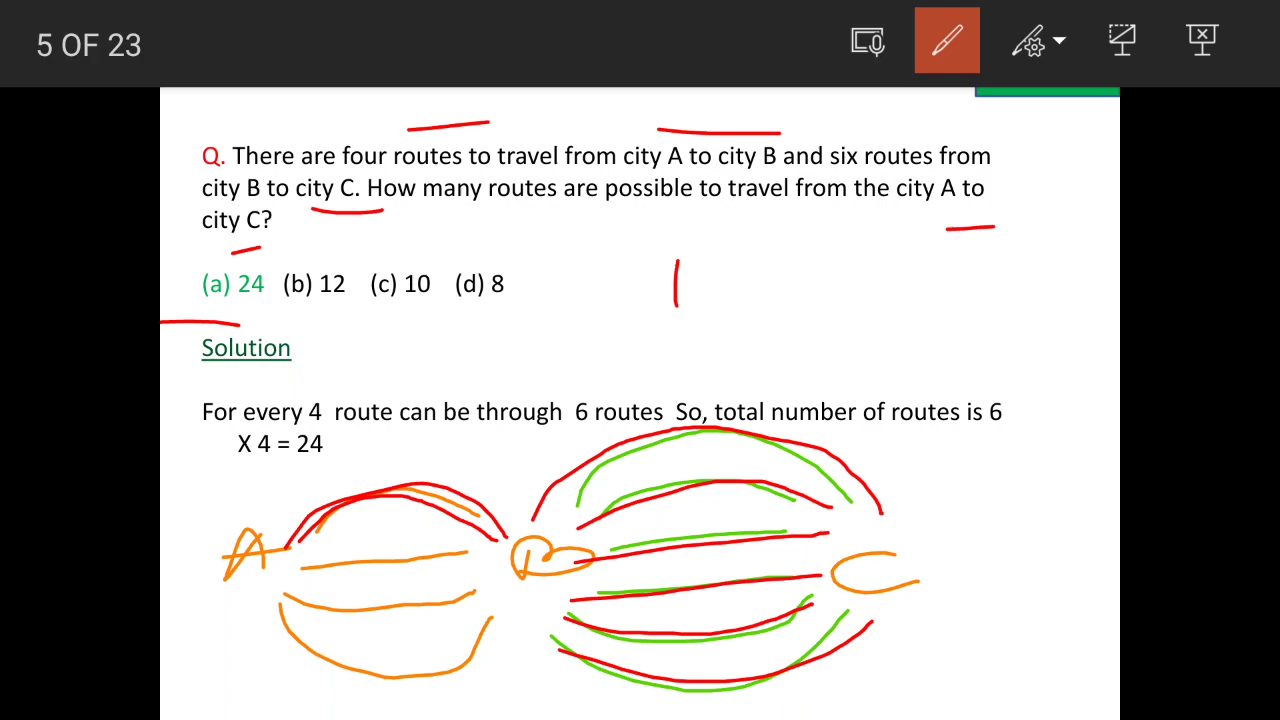 5 OF 23
Q. There are four routes to travel from city A to city B and six routes from
city B to city C. How many routes are possible to travel from the city A to
city C?
(a) 24 (b) 12 (c) 10 (d) 8
Solution
For every 4 route can be through 6 routes So, total number of routes is 6
X 4 = 24
A B C